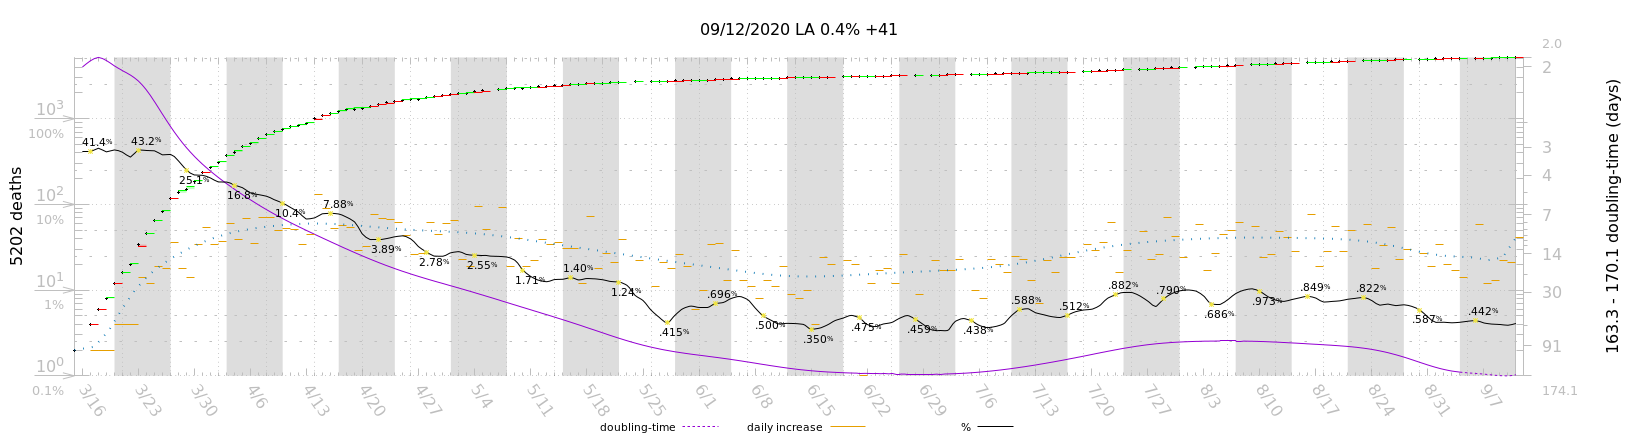 09/12/2020 LA 0.4% +41
5202 deaths
10³
100%
10²
10%
10¹
1%
10⁰
0.1%
41.4% 43.2% 25.1% 16.8% 10.4% 7.88% 3.89% 2.78% 2.55% 1.71% 1.40% 1.24% .415% .696% .500% .350% .475% .459% .438% .588% .512% .882% .790% .686% .973% .849% .822% .587% .442%
2.0
2
3
4
7
14
30
91
174.1
163.3 - 170.1 doubling-time (days)
3/16 3/23 3/30 4/6 4/13 4/20 4/27 5/4 5/11 5/18 5/25 6/1 6/8 6/15 6/22 6/29 7/6 7/13 7/20 7/27 8/3 8/10 8/17 8/24 8/31 9/7
doubling-time daily increase %